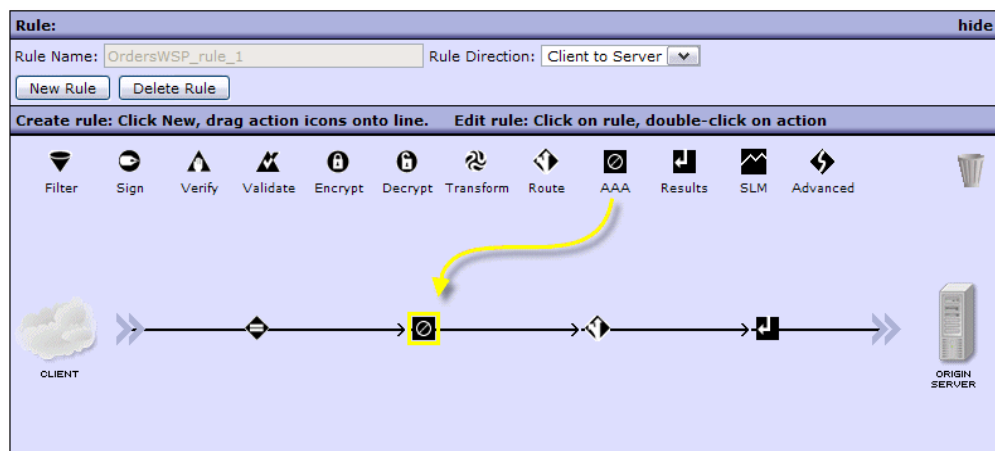 Rule: hide
Rule Name: OrdersWSP_rule_1 Rule Direction: Client to Server
New Rule Delete Rule
Create rule: Click New, drag action icons onto line. Edit rule: Click on rule, double-click on action
Filter Sign Verify Validate Encrypt Decrypt Transform Route AAA Results SLM Advanced
CLIENT ORIGIN
SERVER